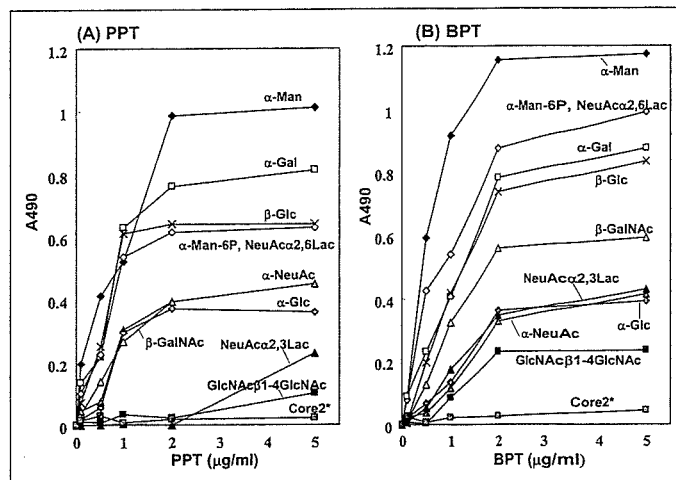 (A) PPT
1.2
1
0.8
0.6
0.4
0.2
0
A490
α-Man
α-Gal
β-Glc
α-Man-6P, NeuAcα2,6Lac
α-NeuAc
α-Glc
β-GalNAc
NeuAcα2,3Lac
GlcNAcβ1-4GlcNAc
Core2*
0 1 2 3 4 5
PPT (μg/ml)
(B) BPT
1.2
1
0.8
0.6
0.4
0.2
0
A490
α-Man
α-Man-6P, NeuAcα2,6Lac
α-Gal
β-Glc
β-GalNAc
NeuAcα2,3Lac
α-Glc
α-NeuAc
GlcNAcβ1-4GlcNAc
Core2*
0 1 2 3 4 5
BPT (μg/ml)